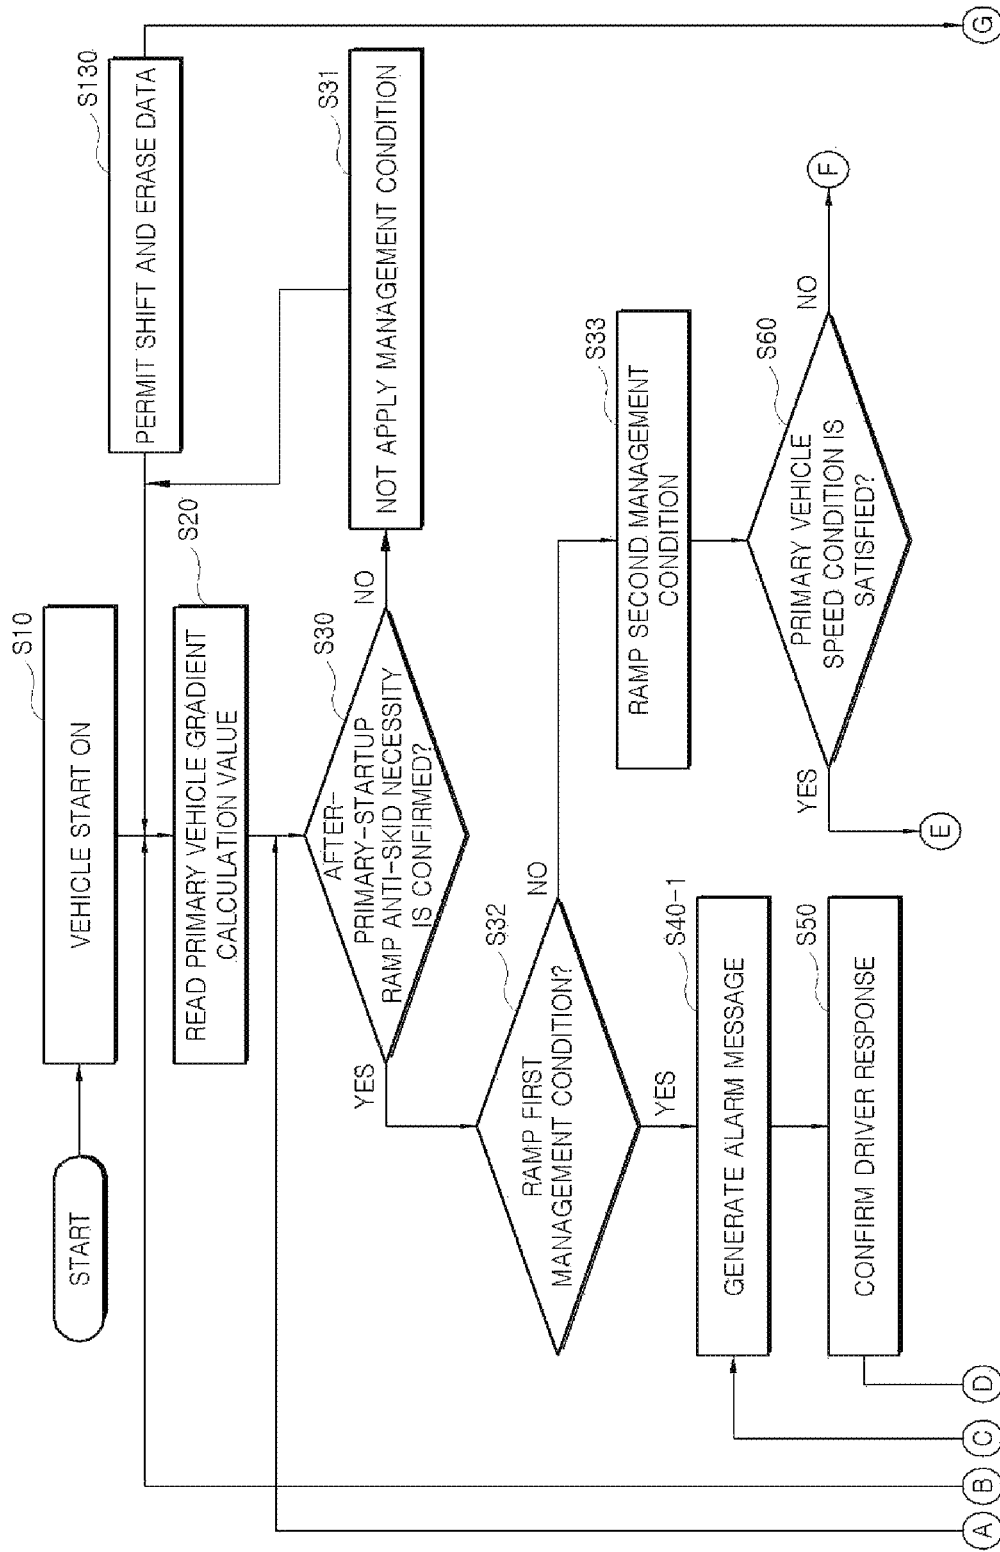 START
S10
VEHICLE START ON
S130
PERMIT SHIFT AND ERASE DATA
S20
READ PRIMARY VEHICLE GRADIENT
CALCULATION VALUE
S30
AFTER-
PRIMARY-STARTUP
RAMP ANTI-SKID NECESSITY
IS CONFIRMED?
YES
NO
S31
NOT APPLY MANAGEMENT CONDITION
S32
RAMP FIRST
MANAGEMENT CONDITION?
YES
NO
S33
RAMP SECOND MANAGEMENT
CONDITION
S40-1
GENERATE ALARM MESSAGE
S50
CONFIRM DRIVER RESPONSE
S60
PRIMARY VEHICLE
SPEED CONDITION IS
SATISFIED?
YES
NO
E
F
A
B
C
D
G